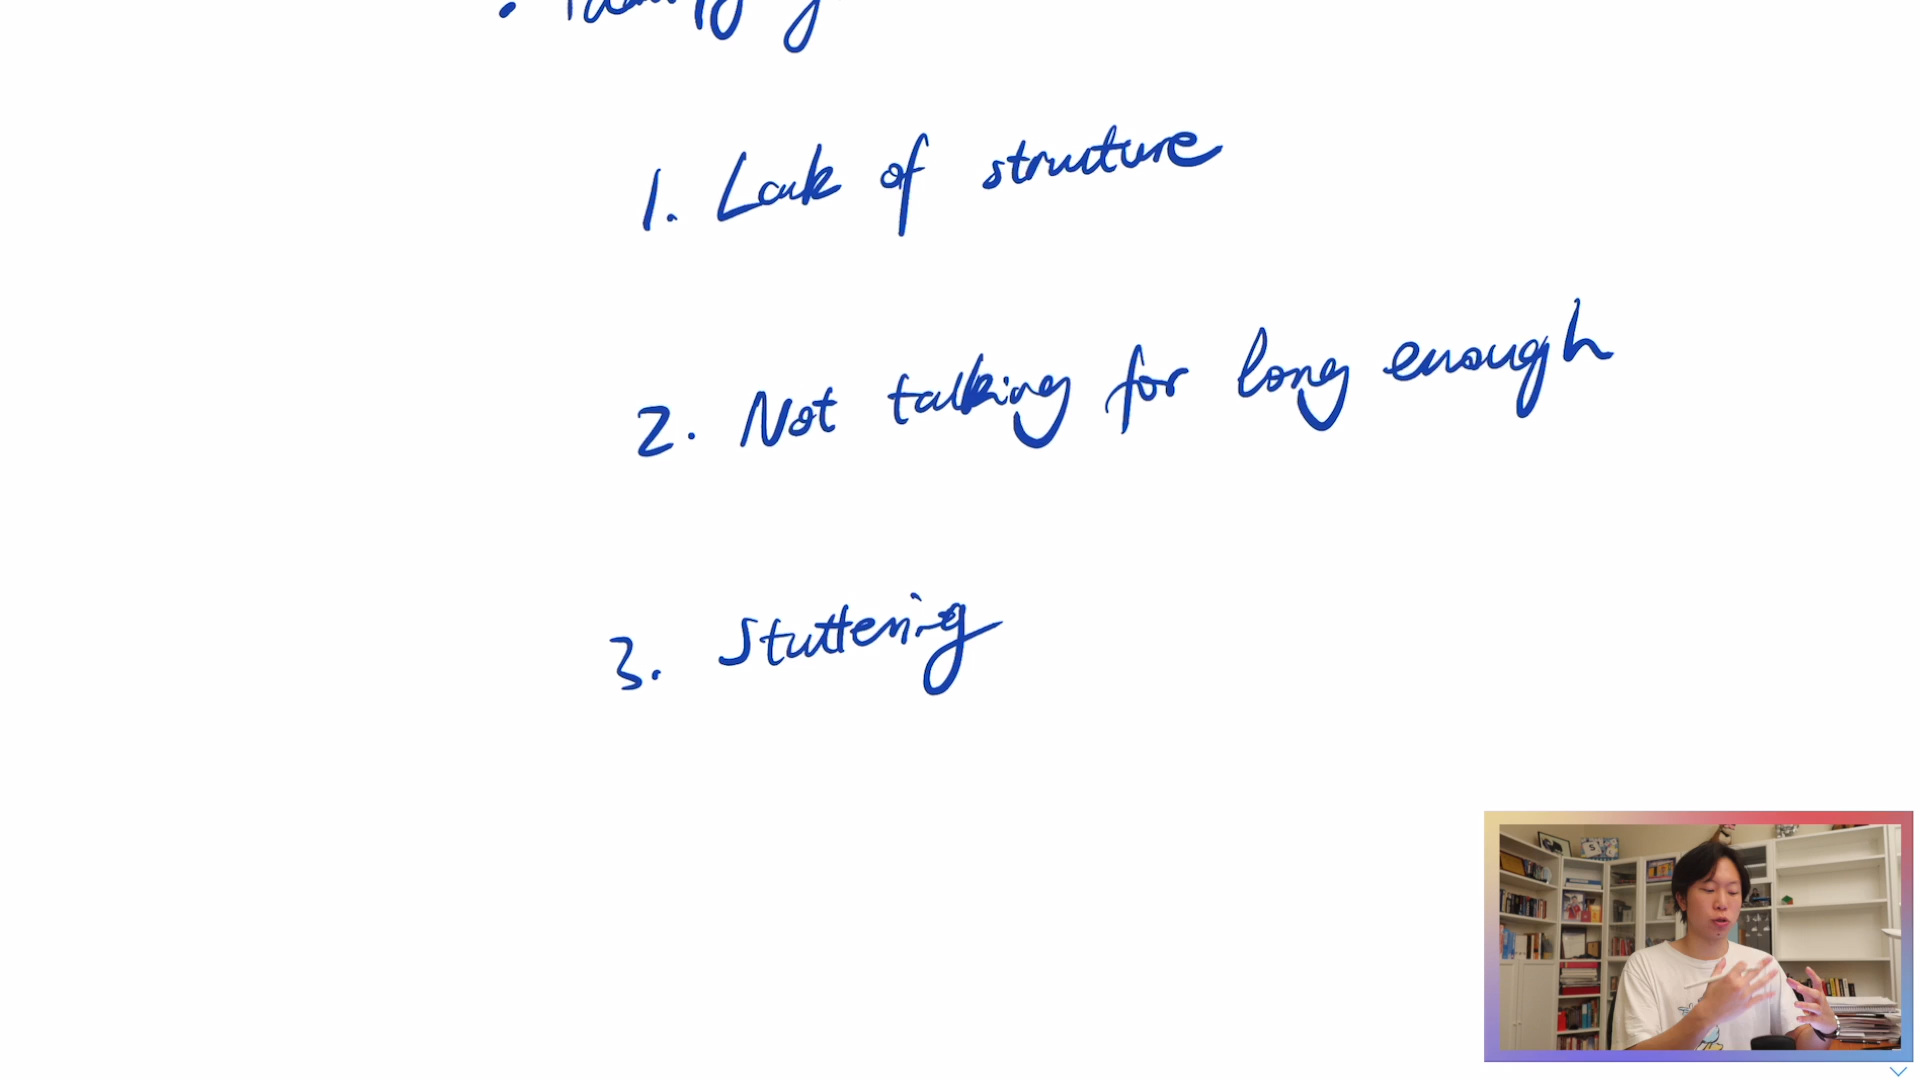 1. Lack of structure
2. Not talking for long enough
3. Stuttering